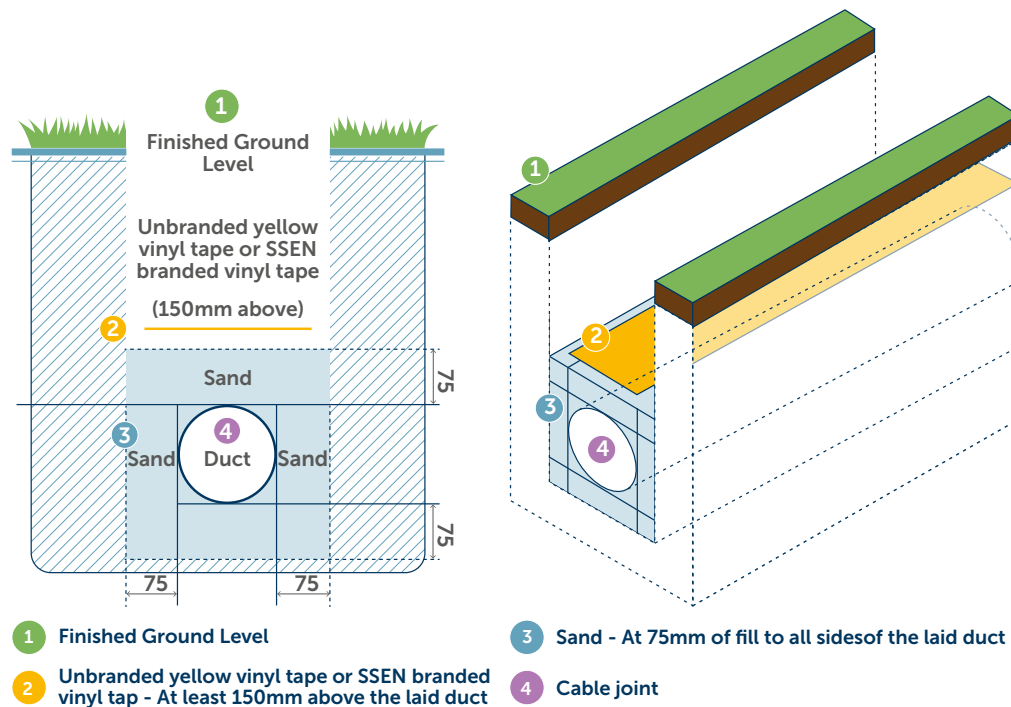 1
Finished Ground
Level
Unbranded yellow
vinyl tape or SSEN
branded vinyl tape
(150mm above)
2
Sand
75
3
4
Sand
Duct
Sand
75
75
75
1
2
3
4
1 Finished Ground Level
2 Unbranded yellow vinyl tape or SSEN branded
vinyl tap - At least 150mm above the laid duct
3 Sand - At 75mm of fill to all sidesof the laid duct
4 Cable joint